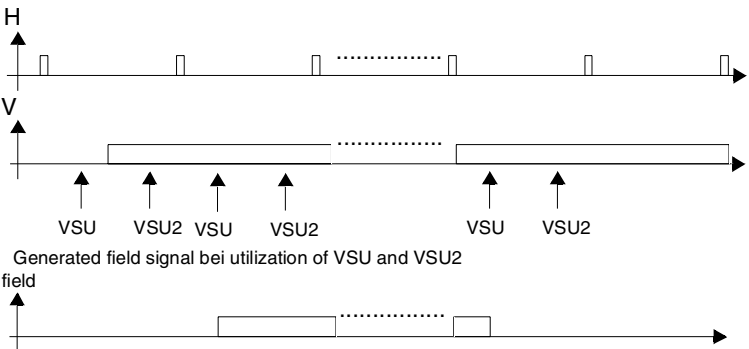 H
V
VSU VSU2 VSU VSU2 VSU VSU2
Generated field signal bei utilization of VSU and VSU2
field